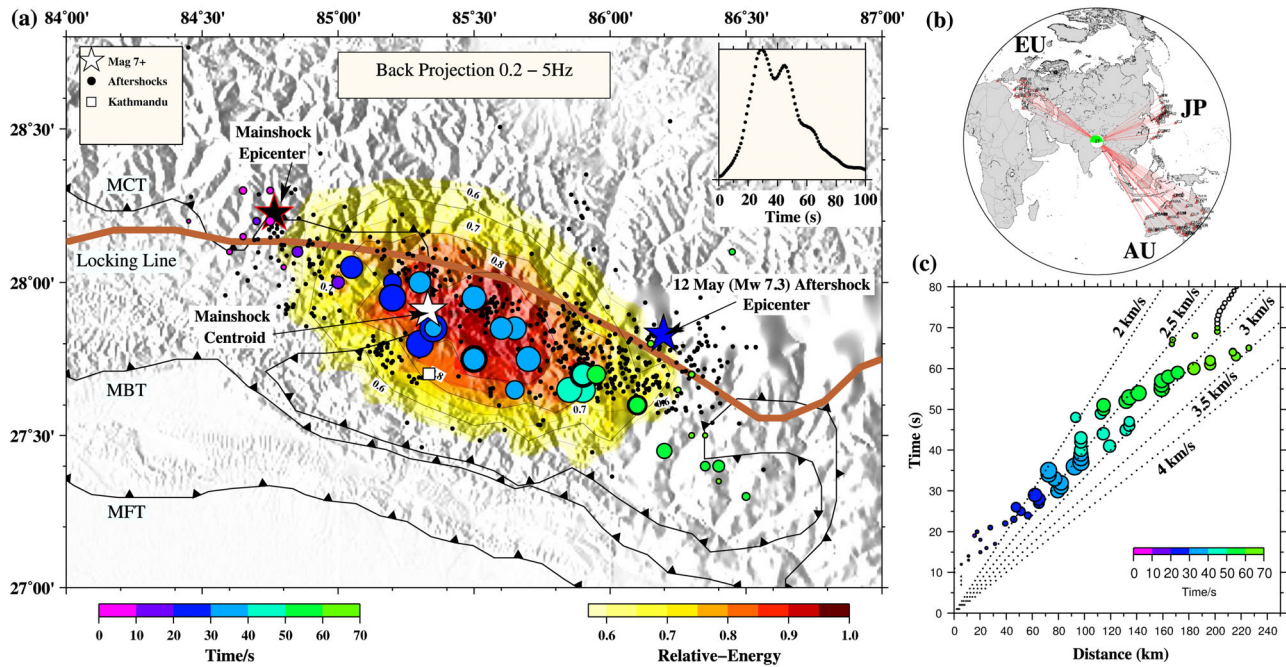 (a)
84°00' 84°30' 85°00' 85°30' 86°00' 86°30' 87°00'
Mag 7+
Aftershocks
Kathmandu
Back Projection 0.2 – 5Hz
0 20 40 60 80 100
Time (s)
28°30'
28°00'
27°30'
27°00'
Mainshock
Epicenter
MCT
Locking Line
0.6
0.7
0.8
0.7
12 May (Mw 7.3) Aftershock
Epicenter
Mainshock
Centroid
MBT
0.6
0.7
0.6
MFT
0 10 20 30 40 50 60 70
Time/s
0.6 0.7 0.8 0.9 1.0
Relative–Energy
(b)
EU
JP
AU
(c)
80
70
60
50
40
30
20
10
0
Time(s)
2 km/s
2.5 km/s
3 km/s
3.5 km/s
4 km/s
0 10 20 30 40 50 60 70
Time/s
0 20 40 60 80 100 120 140 160 180 200 220 240
Distance (km)